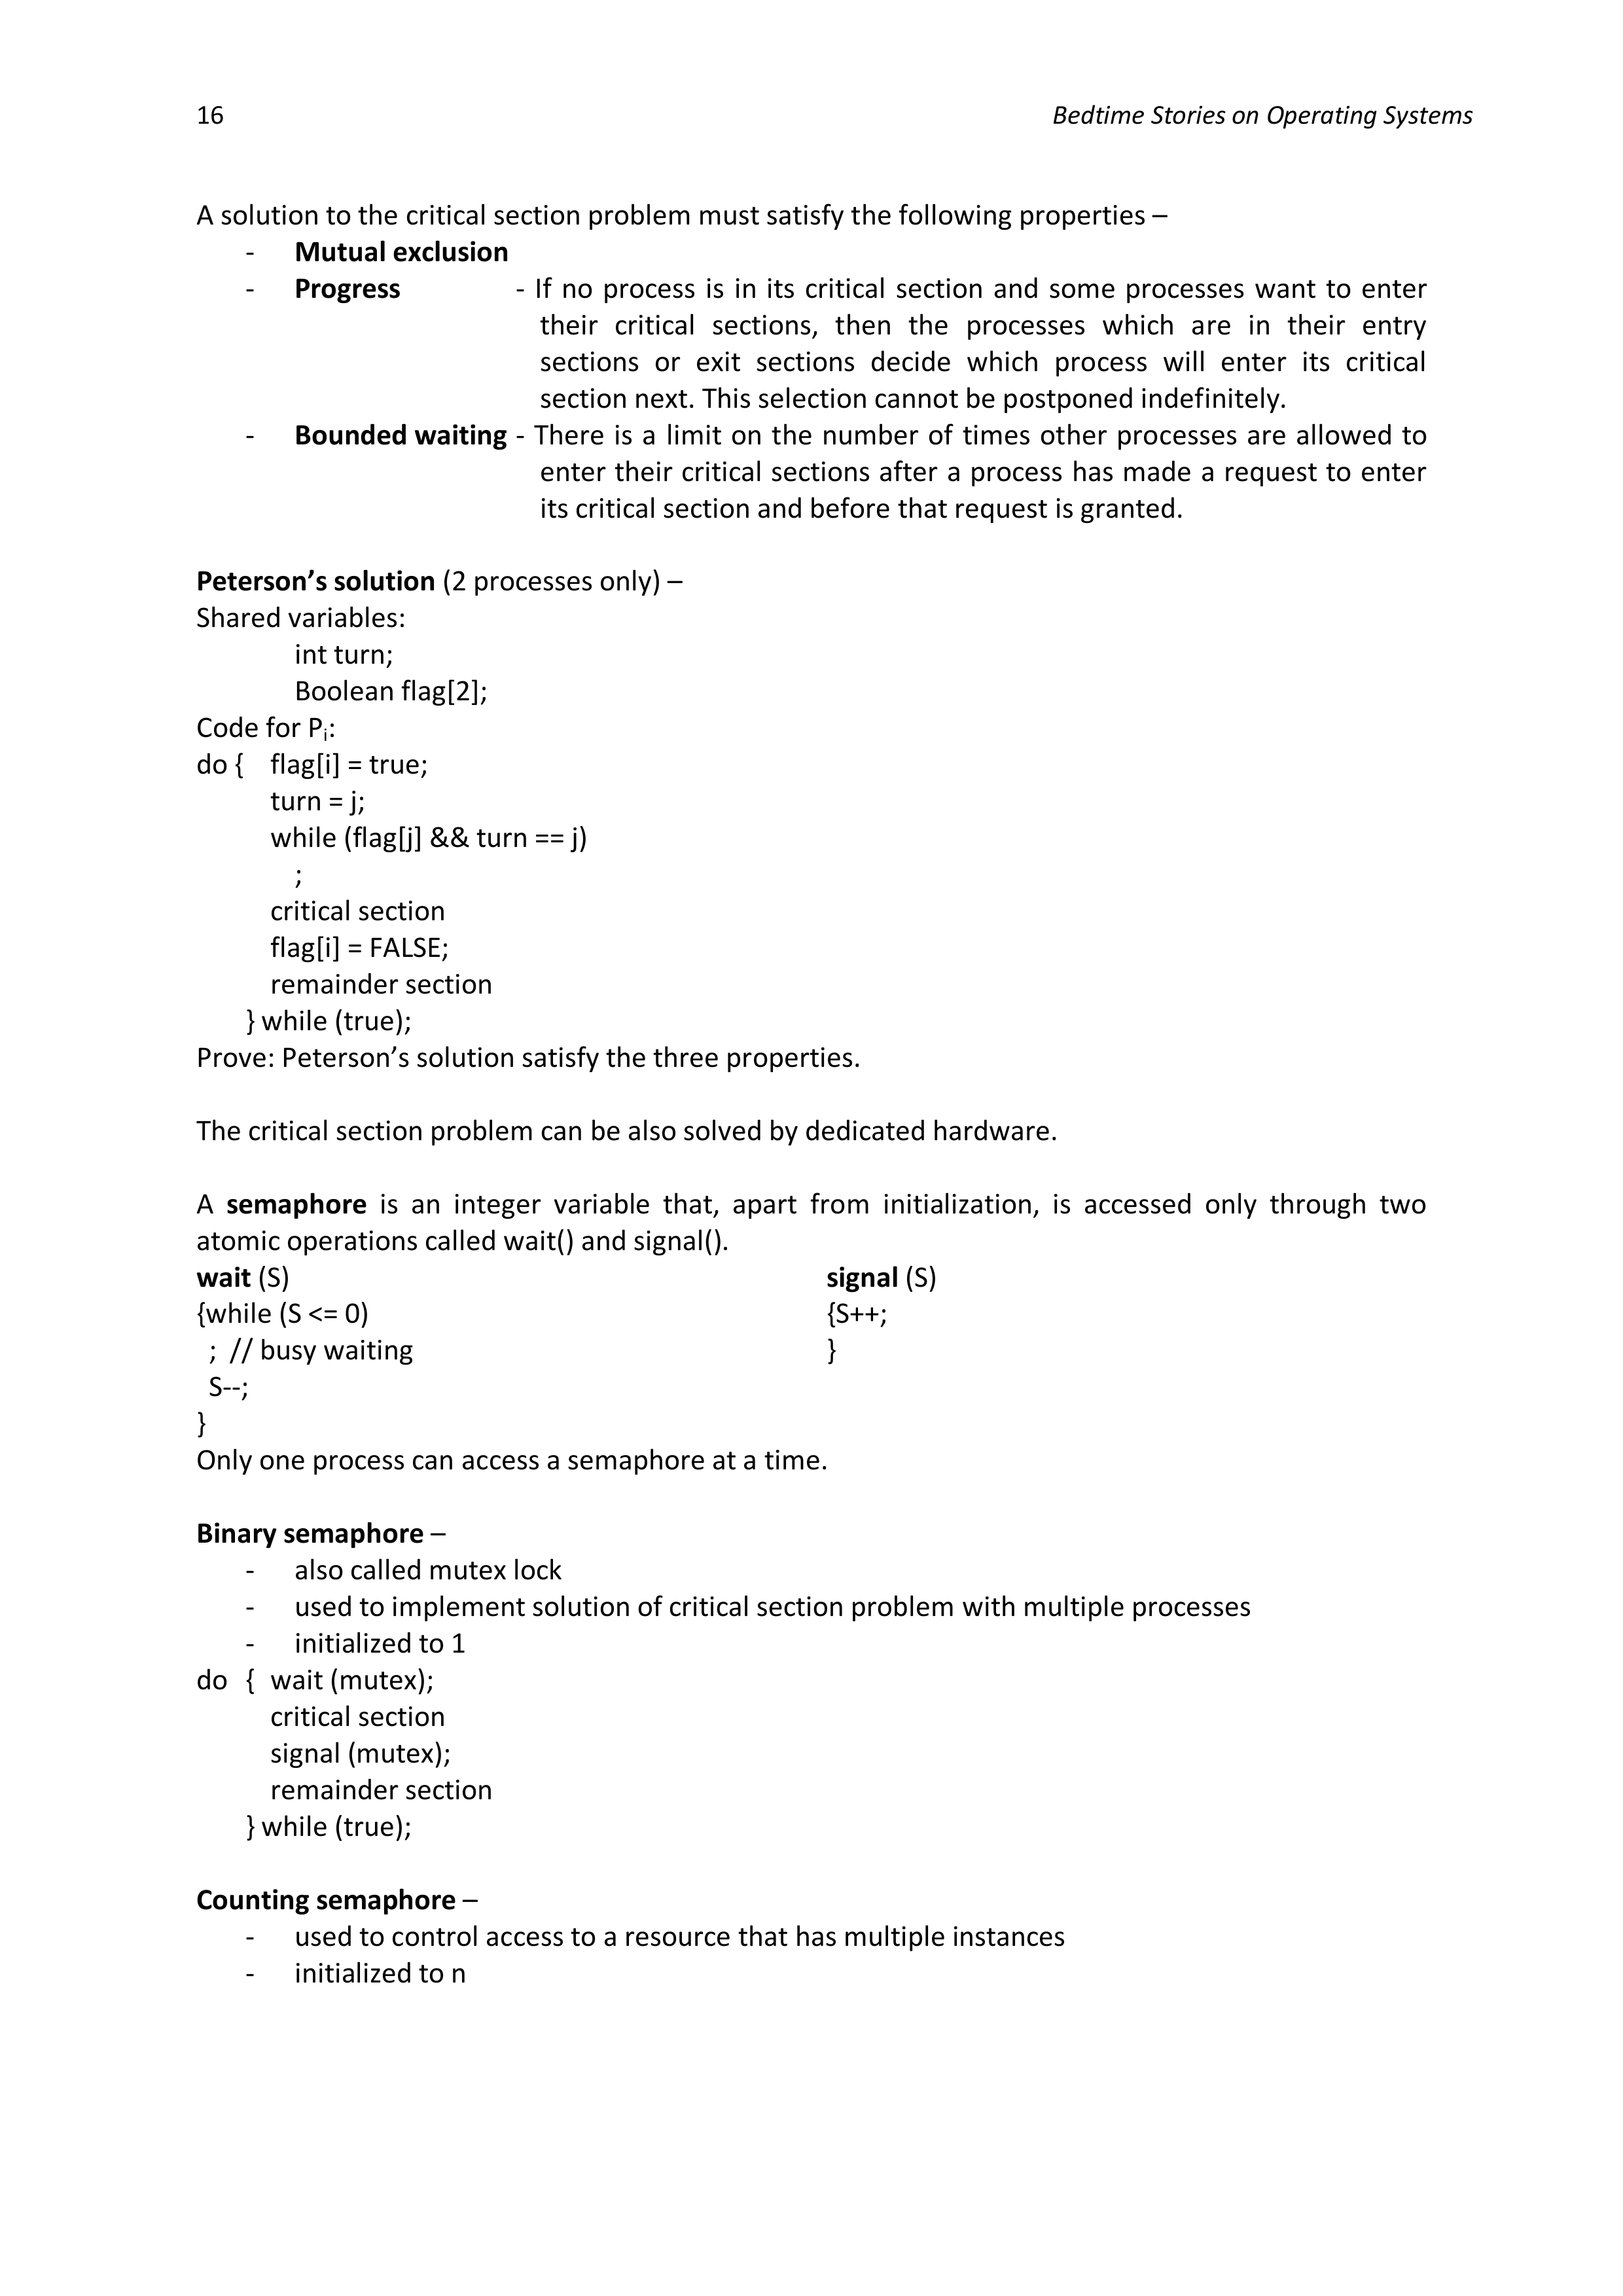 16 Bedtime Stories on Operating Systems
A solution to the critical section problem must satisfy the following properties –
- Mutual exclusion
- Progress - If no process is in its critical section and some processes want to enter
their critical sections, then the processes which are in their entry
sections or exit sections decide which process will enter its critical
section next. This selection cannot be postponed indefinitely.
- Bounded waiting - There is a limit on the number of times other processes are allowed to
enter their critical sections after a process has made a request to enter
its critical section and before that request is granted.
Peterson’s solution (2 processes only) –
Shared variables:
int turn;
Boolean flag[2];
Code for Pi:
do { flag[i] = true;
turn = j;
while (flag[j] && turn == j)
;
critical section
flag[i] = FALSE;
remainder section
} while (true);
Prove: Peterson’s solution satisfy the three properties.
The critical section problem can be also solved by dedicated hardware.
A semaphore is an integer variable that, apart from initialization, is accessed only through two
atomic operations called wait() and signal().
wait (S) signal (S)
{while (S <= 0) {S++;
; // busy waiting }
S--;
}
Only one process can access a semaphore at a time.
Binary semaphore –
- also called mutex lock
- used to implement solution of critical section problem with multiple processes
- initialized to 1
do { wait (mutex);
critical section
signal (mutex);
remainder section
} while (true);
Counting semaphore –
- used to control access to a resource that has multiple instances
- initialized to n